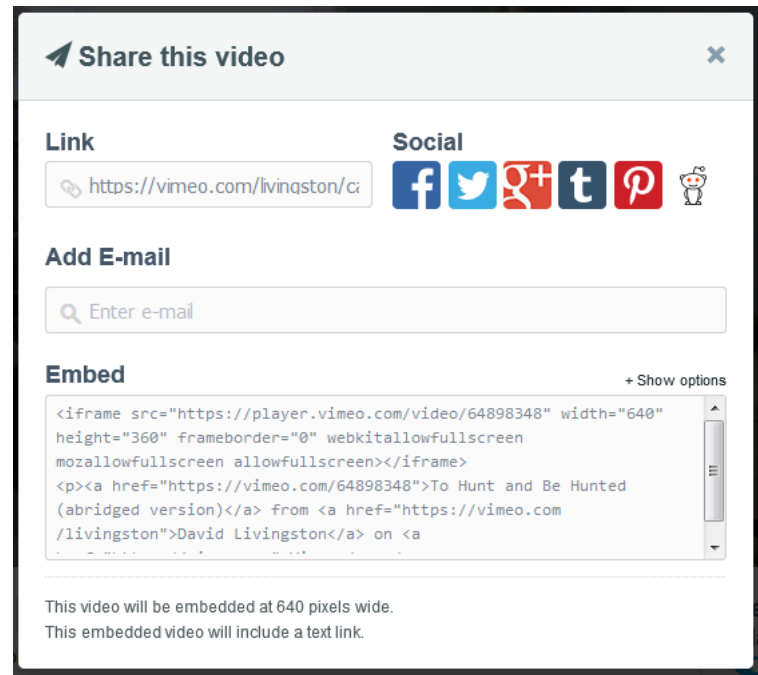 Share this video
×
Link
Social
https://vimeo.com/livingston/ca
f
g+
t
Add E-mail
Enter e-mail
Embed
+ Show options
<iframe src="https://player.vimeo.com/video/64898348" width="640"
height="360" frameborder="0" webkitallowfullscreen
mozallowfullscreen allowfullscreen></iframe>
<p><a href="https://vimeo.com/64898348">To Hunt and Be Hunted
(abridged version)</a> from <a href="https://vimeo.com
/livingston">David Livingston</a> on <a
This video will be embedded at 640 pixels wide.
This embedded video will include a text link.